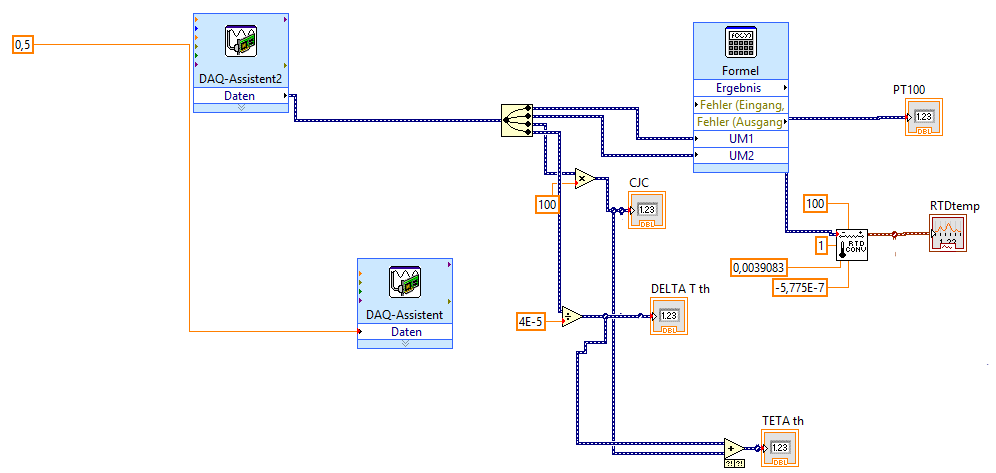 0,5
DAQ-Assistent2
Daten
f(x,y)
Formel
Ergebnis
Fehler (Eingang,
Fehler (Ausgang
UM1
UM2
PT100
1.23
DBL
×
100
CJC
1.23
DBL
100
1
RTD
CONV
0,0039083
-5,775E-7
RTDtemp
1.23
DAQ-Assistent
Daten
4E-5
÷
DELTA T th
1.23
DBL
+
?!?!
TETA th
1.23
DBL